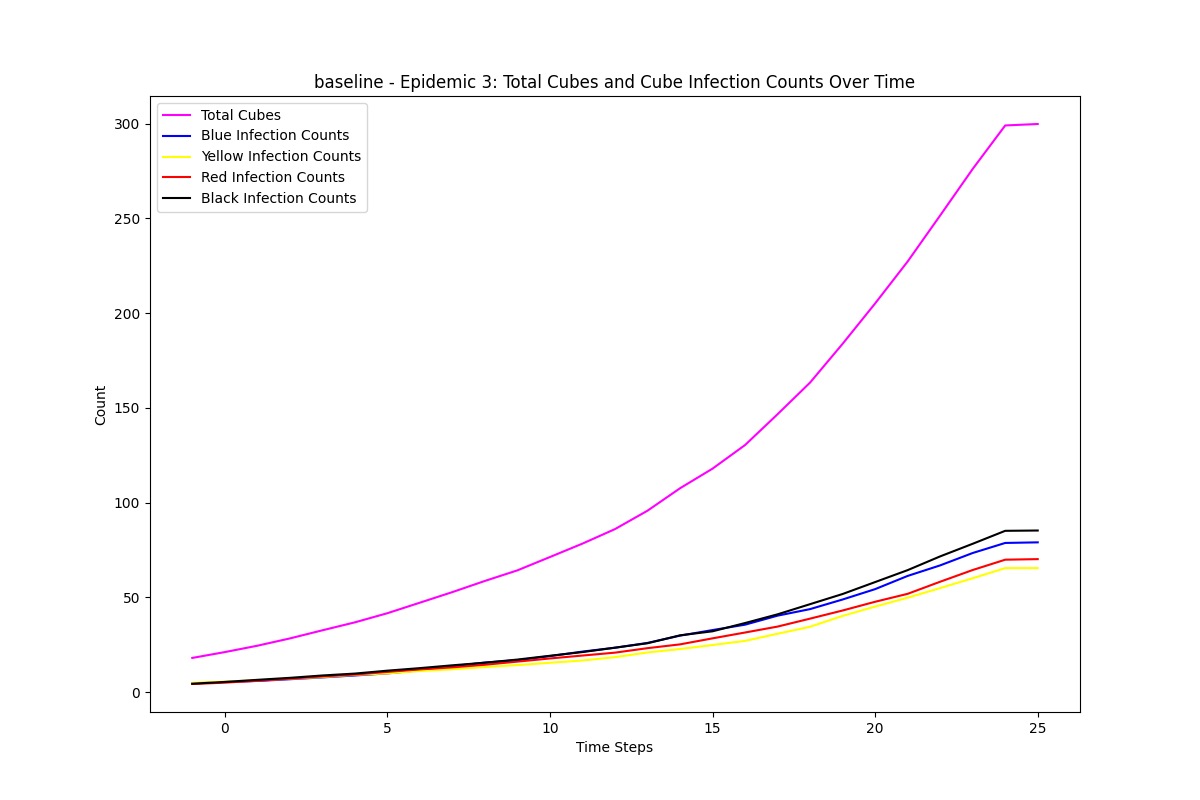 baseline - Epidemic 3: Total Cubes and Cube Infection Counts Over Time
Total Cubes
Blue Infection Counts
Yellow Infection Counts
Red Infection Counts
Black Infection Counts
300
250
200
150
100
50
0
Count
0 5 10 15 20 25
Time Steps